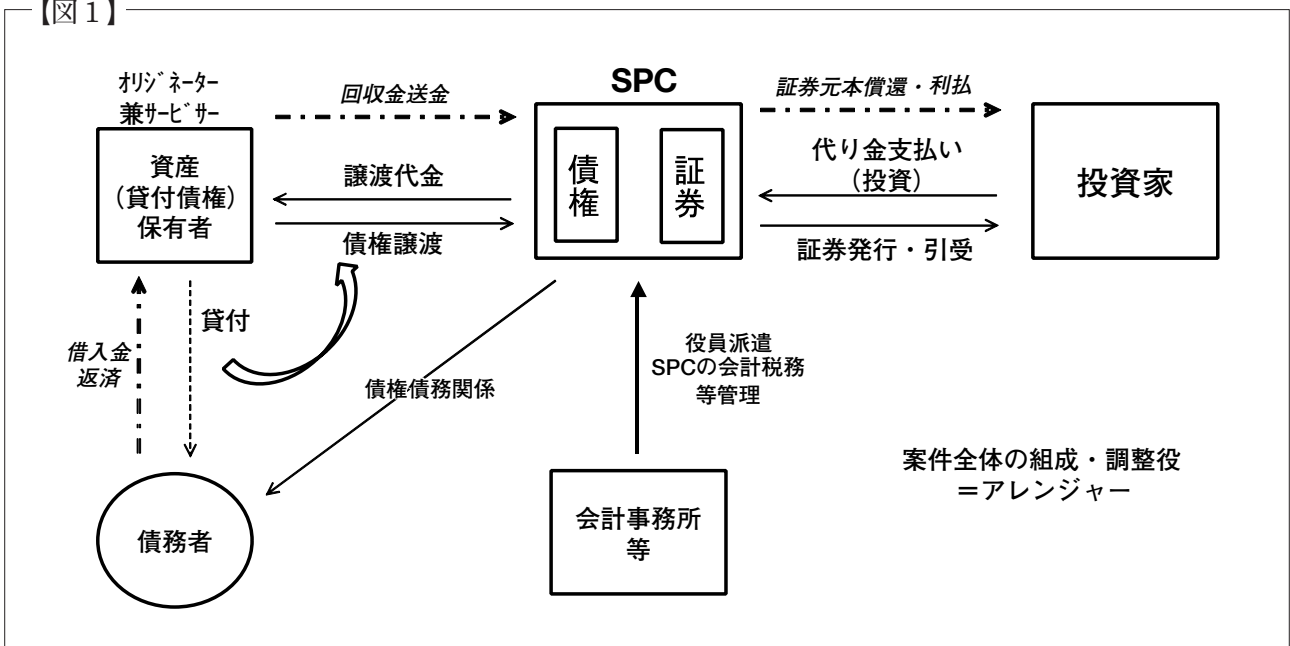 【図1】
ｵﾘｼﾞﾈｰﾀｰ
兼ｻｰﾋﾞｻｰ
資産
(貸付債権)
保有者
回収金送金
譲渡代金
債権譲渡
SPC
債権
証券
証券元本償還・利払
代り金支払い
(投資)
証券発行・引受
投資家
貸付
借入金
返済
債権債務関係
役員派遣
SPCの会計税務
等管理
債務者
会計事務所
等
案件全体の組成・調整役
＝アレンジャー